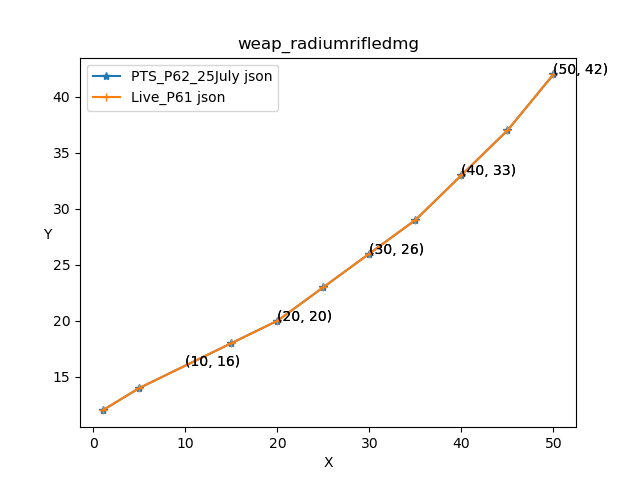 weap_radiumrifledmg
PTS_P62_25July json
Live_P61 json
(50, 42)
(40, 33)
(30, 26)
(20, 20)
(10, 16)
40
35
30
25
20
15
Y
0 10 20 30 40 50
X